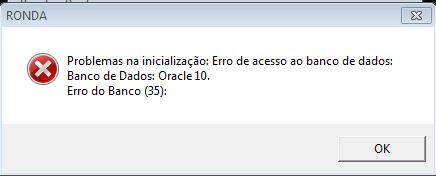 RONDA
Problemas na inicialização: Erro de acesso ao banco de dados:
Banco de Dados: Oracle 10.
Erro do Banco (35):
OK